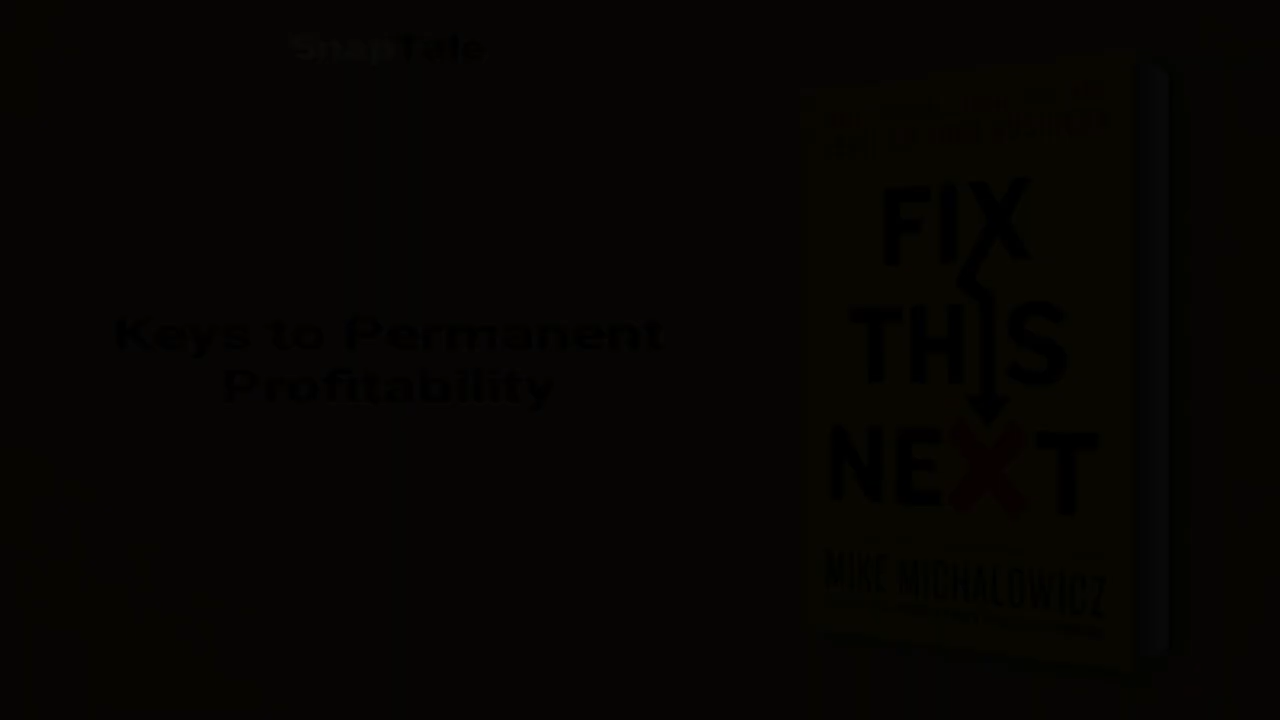 SnapTale
Keys to Permanent
Profitability
FIX
THIS
NEXT
MIKE MICHALOWICZ